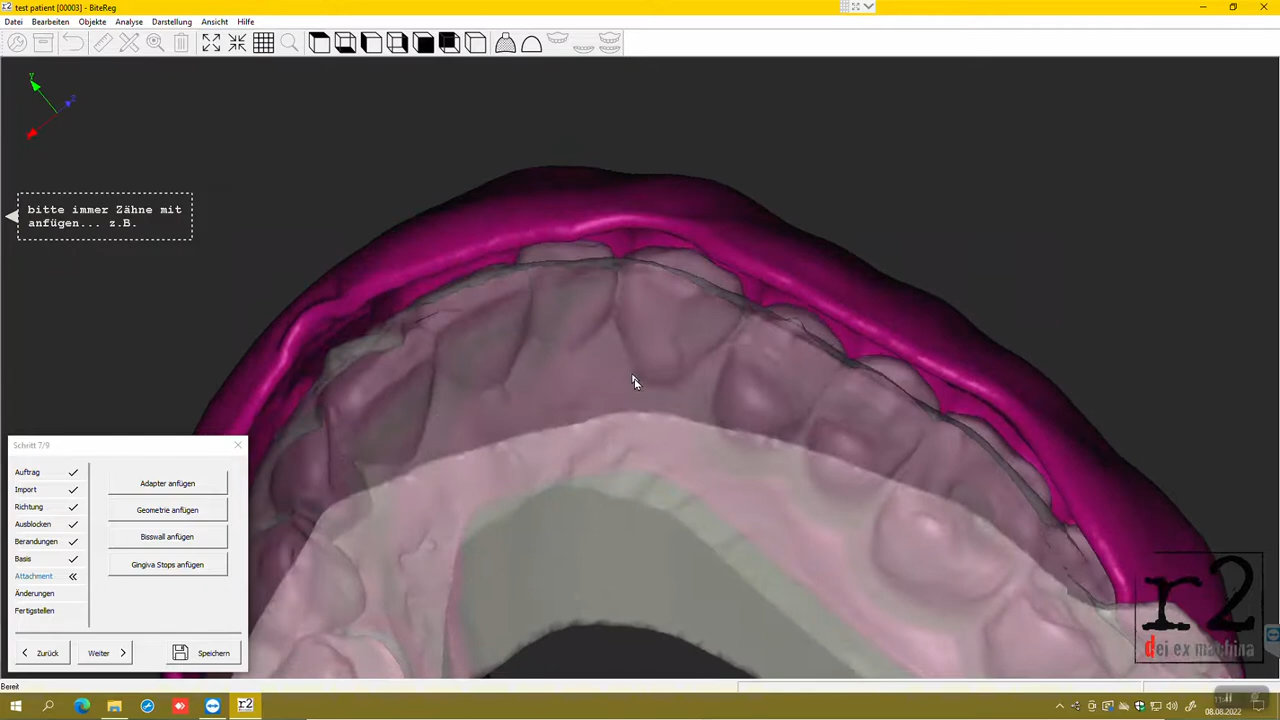 test patient [00003] - BiteReg
Datei Bearbeiten Objekte Analyse Darstellung Ansicht Hilfe
Y
Z
bitte immer Zähne mit
anfügen... z.B.
Schritt 7/9
Auftrag
Import
Richtung
Ausblocken
Berandungen
Basis
Attachment
Änderungen
Fertigstellen
Adapter anfügen
Geometrie anfügen
Bisswall anfügen
Gingiva Stops anfügen
Zurück
Weiter
Speichern
r2
dei ex machina
Bereit
r2
08.08.2022